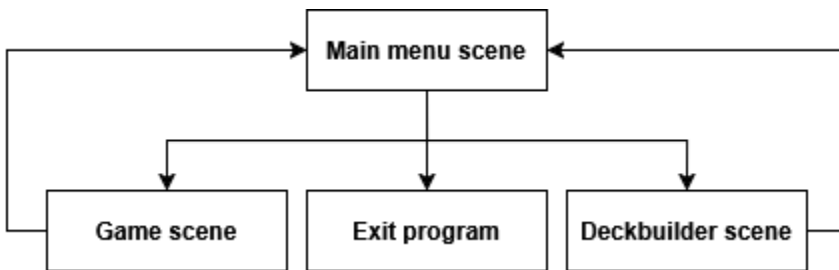 Main menu scene
Game scene
Exit program
Deckbuilder scene